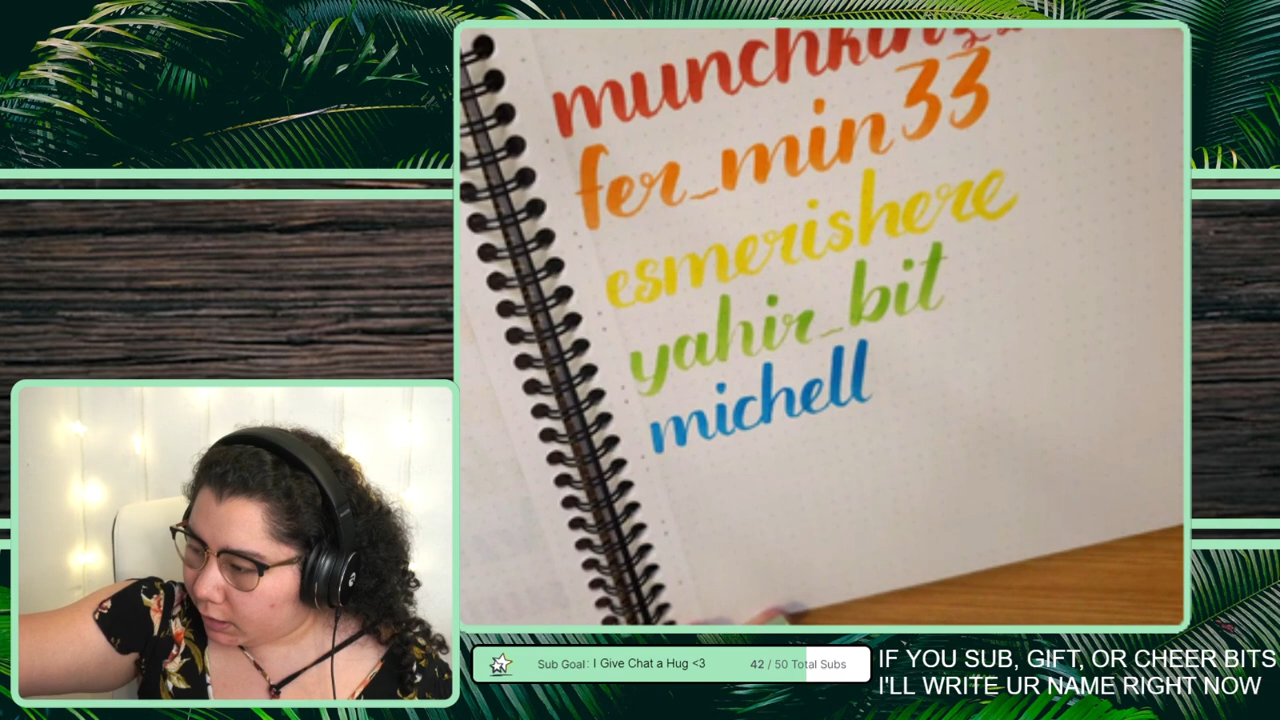 fer_min33
esmerishere
yahir_bit
michell
Sub Goal: I Give Chat a Hug <3 42 / 50 Total Subs
IF YOU SUB, GIFT, OR CHEER BITS
I'LL WRITE UR NAME RIGHT NOW